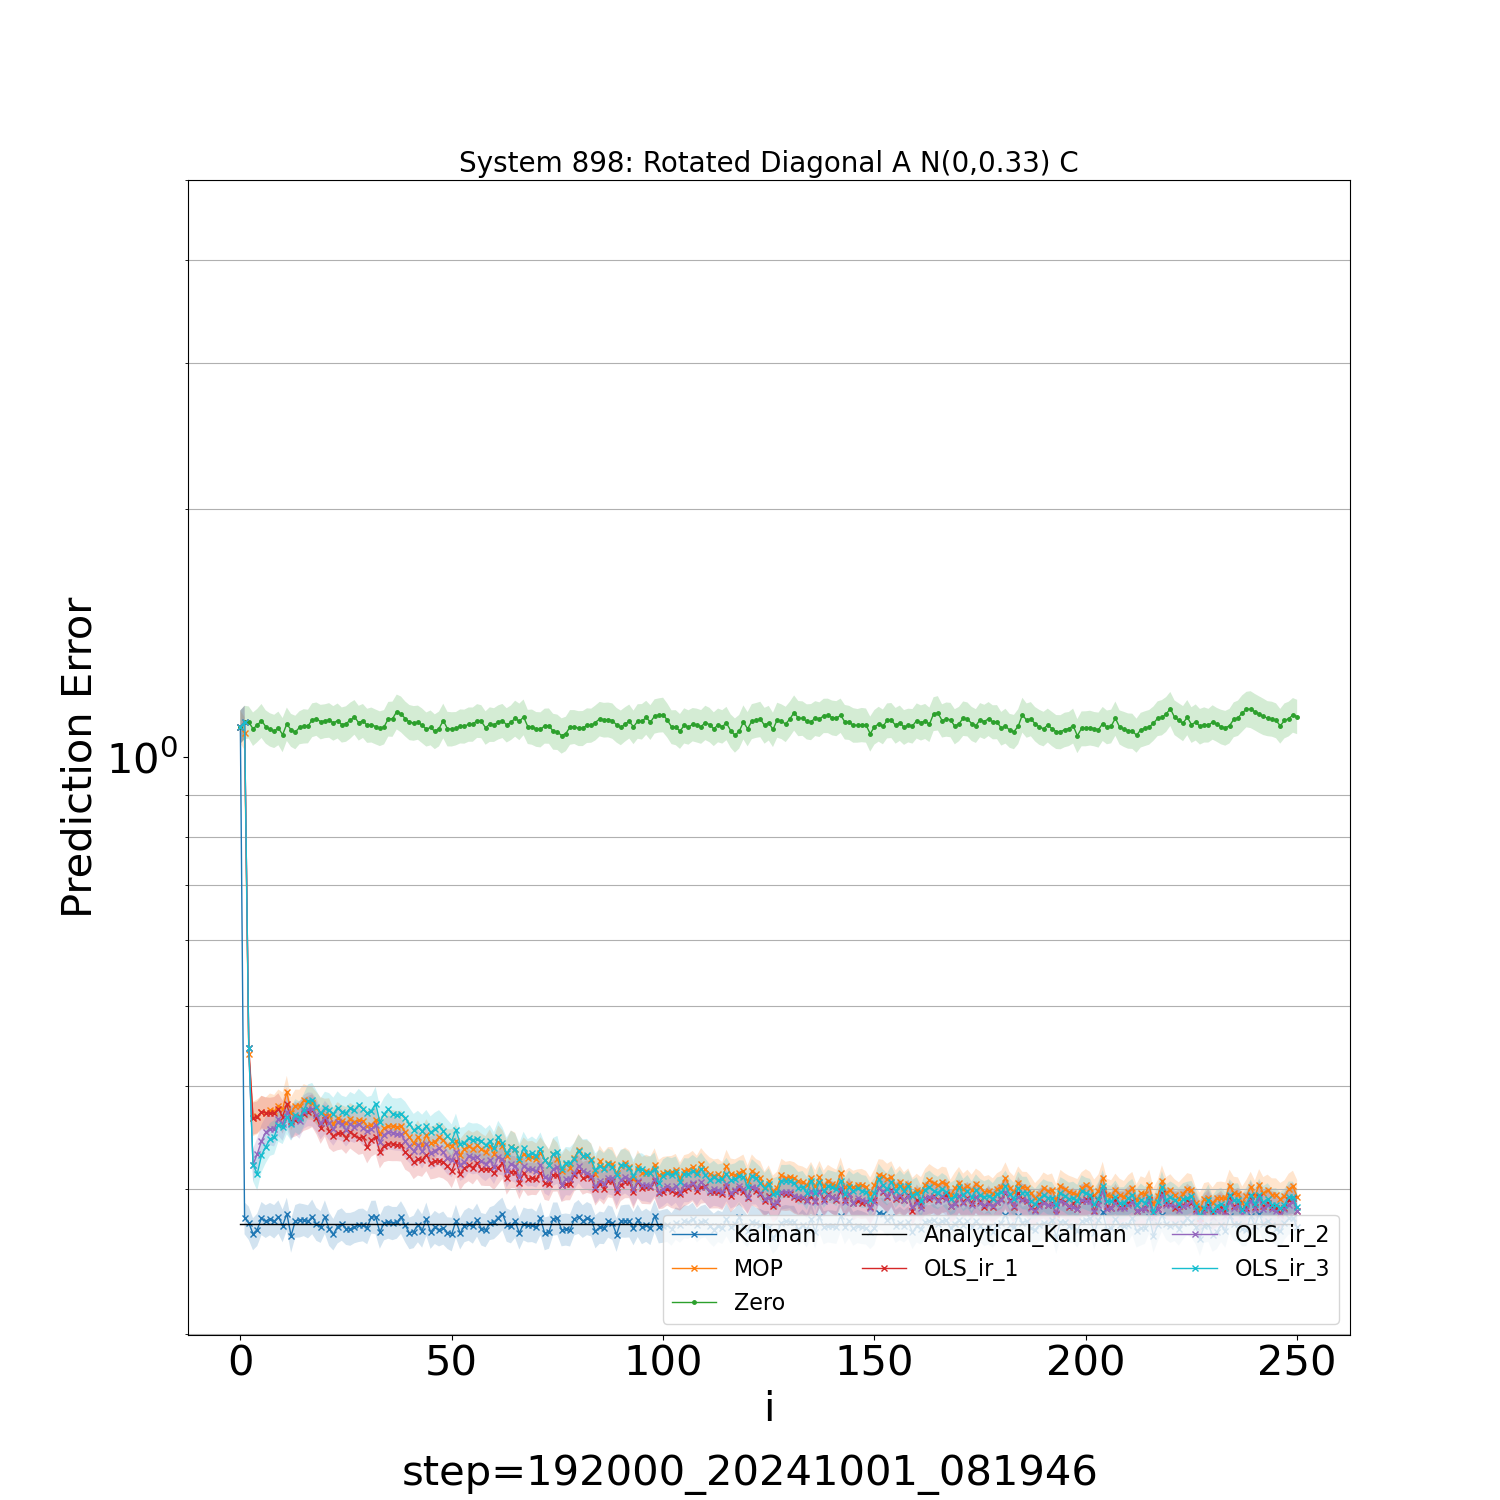 System 898: Rotated Diagonal A N(0,0.33) C
Prediction Error
10⁰
Kalman
MOP
Zero
Analytical_Kalman
OLS_ir_1
OLS_ir_2
OLS_ir_3
0 50 100 150 200 250
i
step=192000_20241001_081946